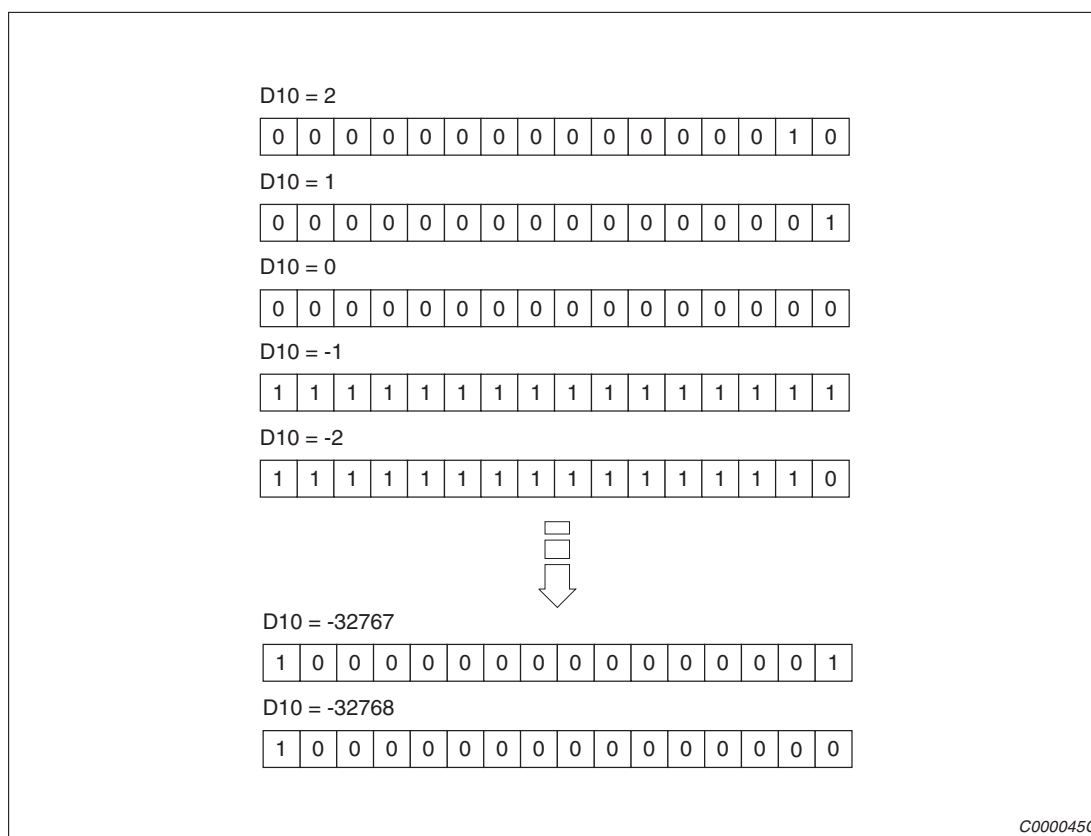 D10 = 2
0 0 0 0 0 0 0 0 0 0 0 0 0 0 1 0
D10 = 1
0 0 0 0 0 0 0 0 0 0 0 0 0 0 0 1
D10 = 0
0 0 0 0 0 0 0 0 0 0 0 0 0 0 0 0
D10 = -1
1 1 1 1 1 1 1 1 1 1 1 1 1 1 1 1
D10 = -2
1 1 1 1 1 1 1 1 1 1 1 1 1 1 1 0
D10 = -32767
1 0 0 0 0 0 0 0 0 0 0 0 0 0 0 1
D10 = -32768
1 0 0 0 0 0 0 0 0 0 0 0 0 0 0 0